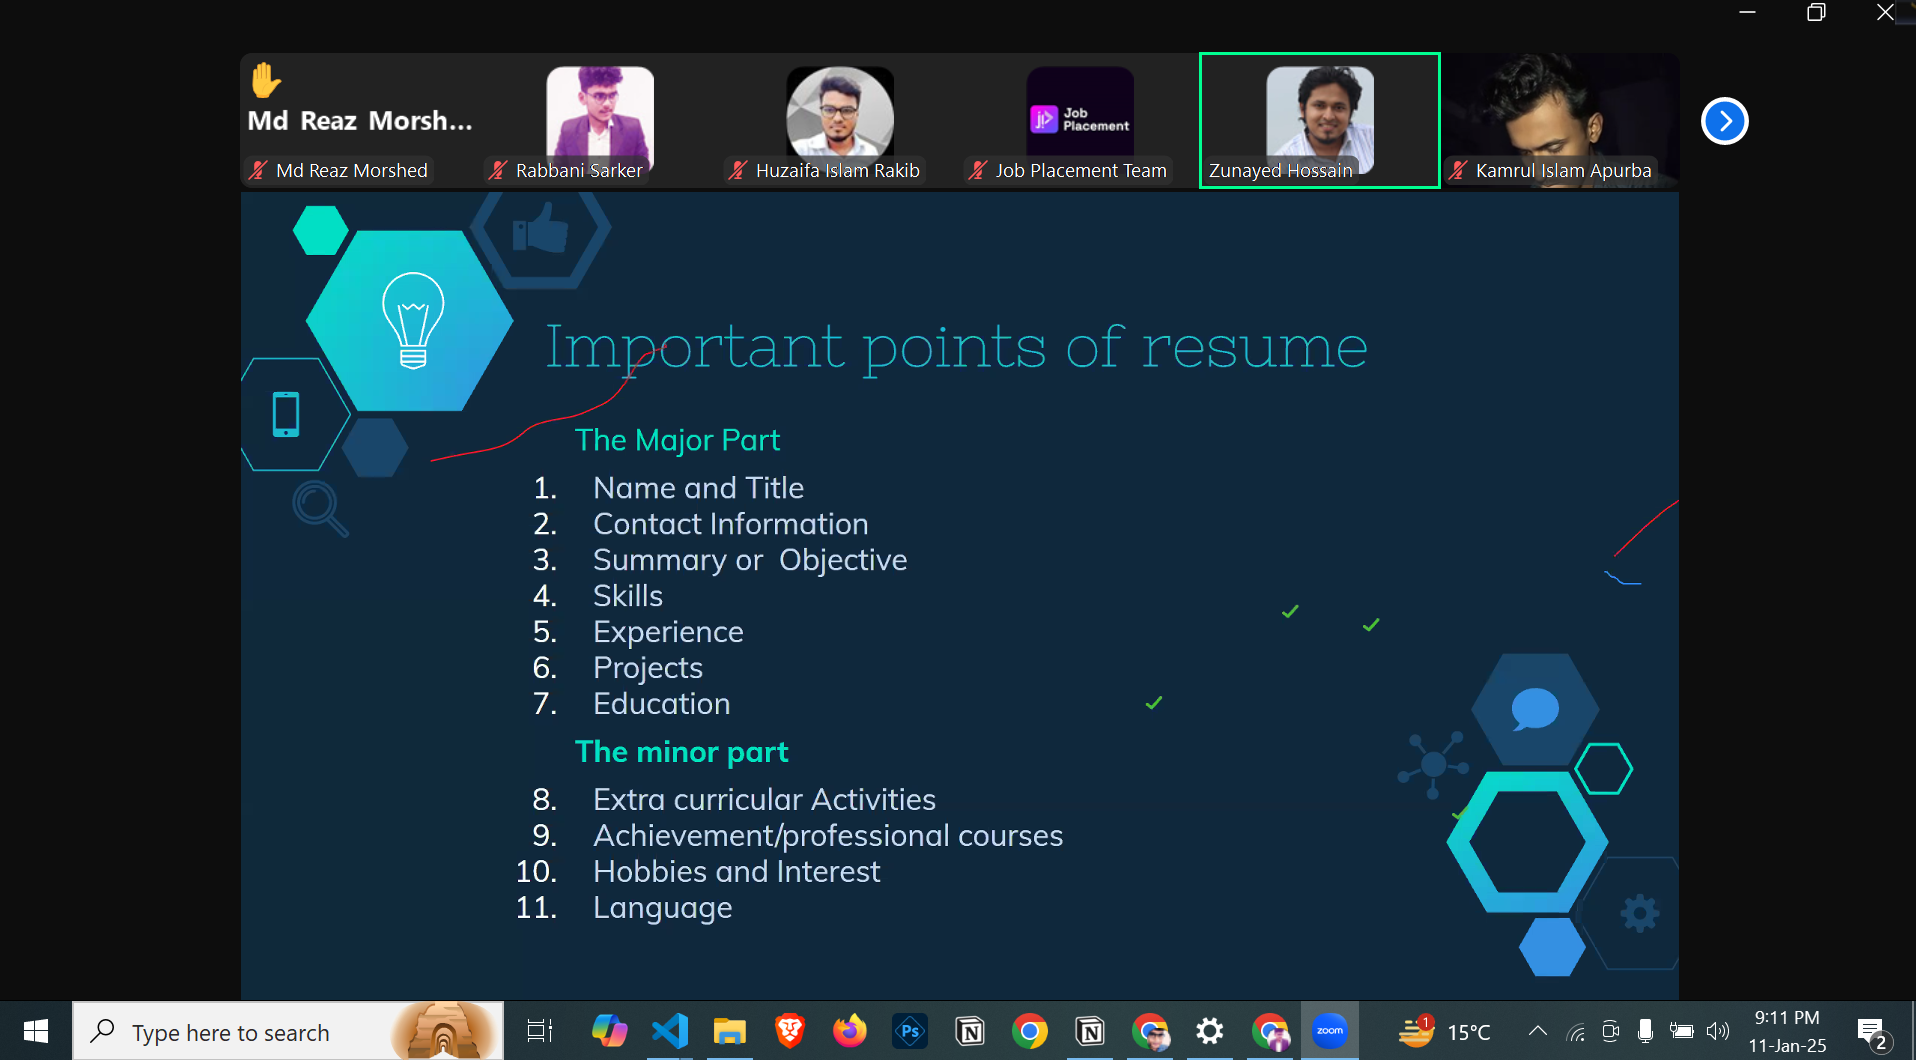 Md Reaz Morsh...
Md Reaz Morshed
Rabbani Sarker
Huzaifa Islam Rakib
Job
Placement
Job Placement Team
Zunayed Hossain
Kamrul Islam Apurba
Important points of resume
The Major Part
1. Name and Title
2. Contact Information
3. Summary or Objective
4. Skills
5. Experience
6. Projects
7. Education
The minor part
8. Extra curricular Activities
9. Achievement/professional courses
10. Hobbies and Interest
11. Language
Type here to search
Ps
zoom
1
15°C
9:11 PM
11-Jan-25
2